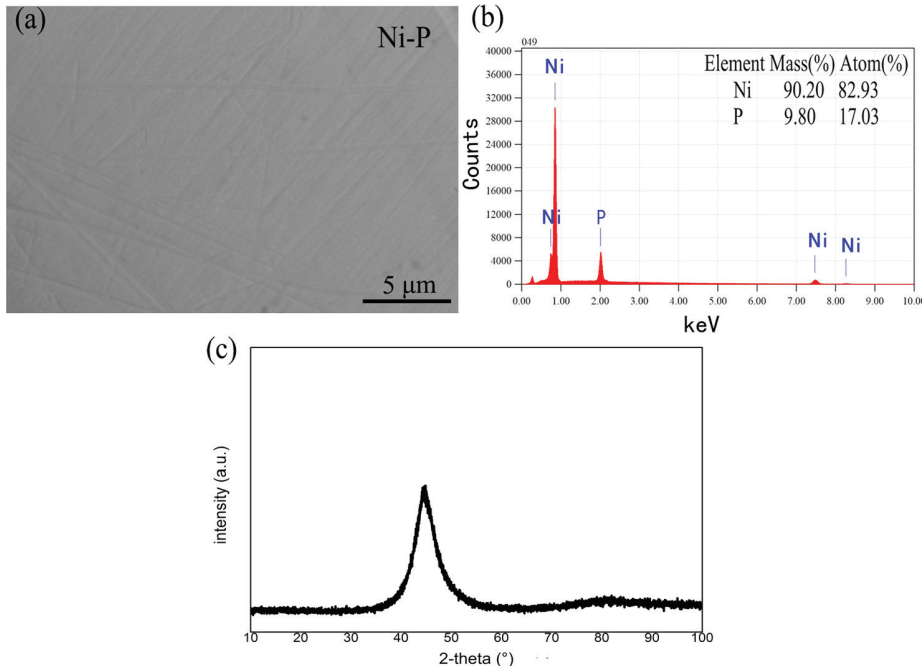 (a)
Ni-P
5 μm
(b)
049
40000
36000
32000
28000
24000
20000
16000
12000
8000
4000
0
Counts
Ni
Ni
P
Ni
Ni
Element Mass(%) Atom(%)
Ni 90.20 82.93
P 9.80 17.03
0.00 1.00 2.00 3.00 4.00 5.00 6.00 7.00 8.00 9.00 10.00
keV
(c)
intensity (a.u.)
10 20 30 40 50 60 70 80 90 100
2-theta (°)